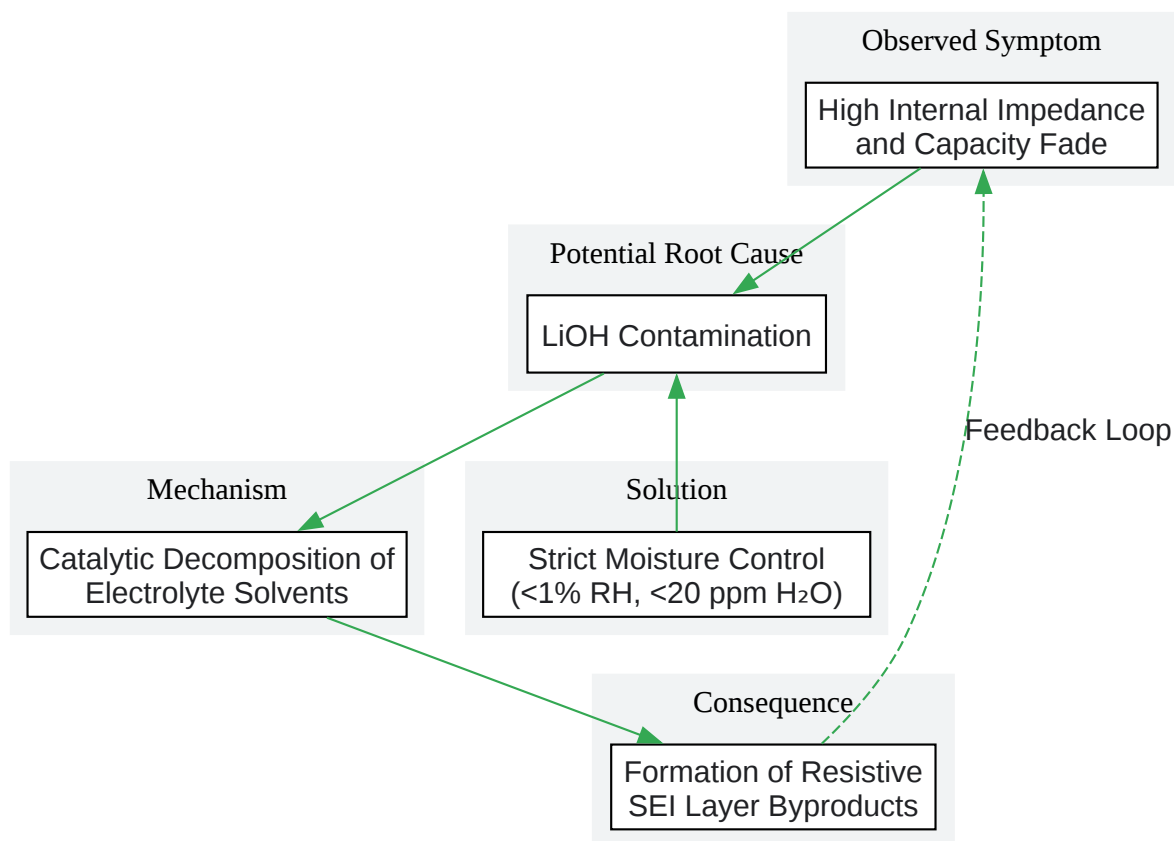 Observed Symptom
High Internal Impedance
and Capacity Fade
Potential Root Cause
LiOH Contamination
Feedback Loop
Mechanism
Catalytic Decomposition of
Electrolyte Solvents
Solution
Strict Moisture Control
(<1% RH, <20 ppm H₂O)
Consequence
Formation of Resistive
SEI Layer Byproducts